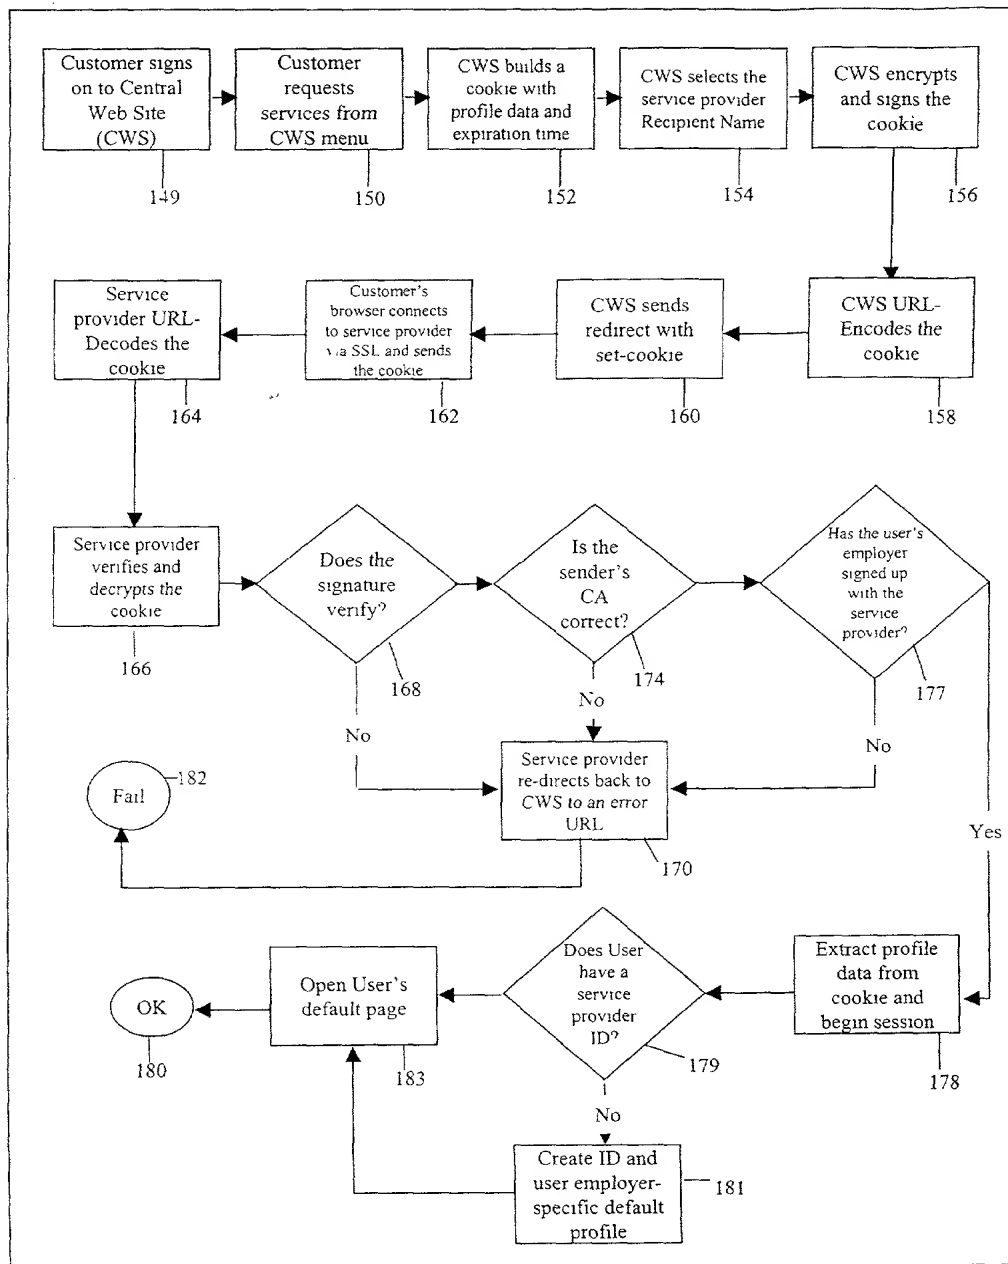 Customer signs
on to Central
Web Site
(CWS)
149
Customer
requests
services from
CWS menu
150
CWS builds a
cookie with
profile data and
expiration time
152
CWS selects the
service provider
Recipient Name
154
CWS encrypts
and signs the
cookie
156
Service
provider URL-
Decodes the
cookie
164
Customer's
browser connects
to service provider
via SSL and sends
the cookie
162
CWS sends
redirect with
set-cookie
160
CWS URL-
Encodes the
cookie
158
Service provider
verifies and
decrypts the
cookie
166
Does the
signature
verify?
168
No
Is the
sender's
CA
correct?
174
No
Has the user's
employer
signed up
with the
service
provider?
177
No
Yes
Service provider
re-directs back to
CWS to an error
URL
170
Fail
182
Extract profile
data from
cookie and
begin session
178
Does User
have a
service
provider
ID?
179
No
Open User's
default page
183
OK
180
Create ID and
user employer-
specific default
profile
181